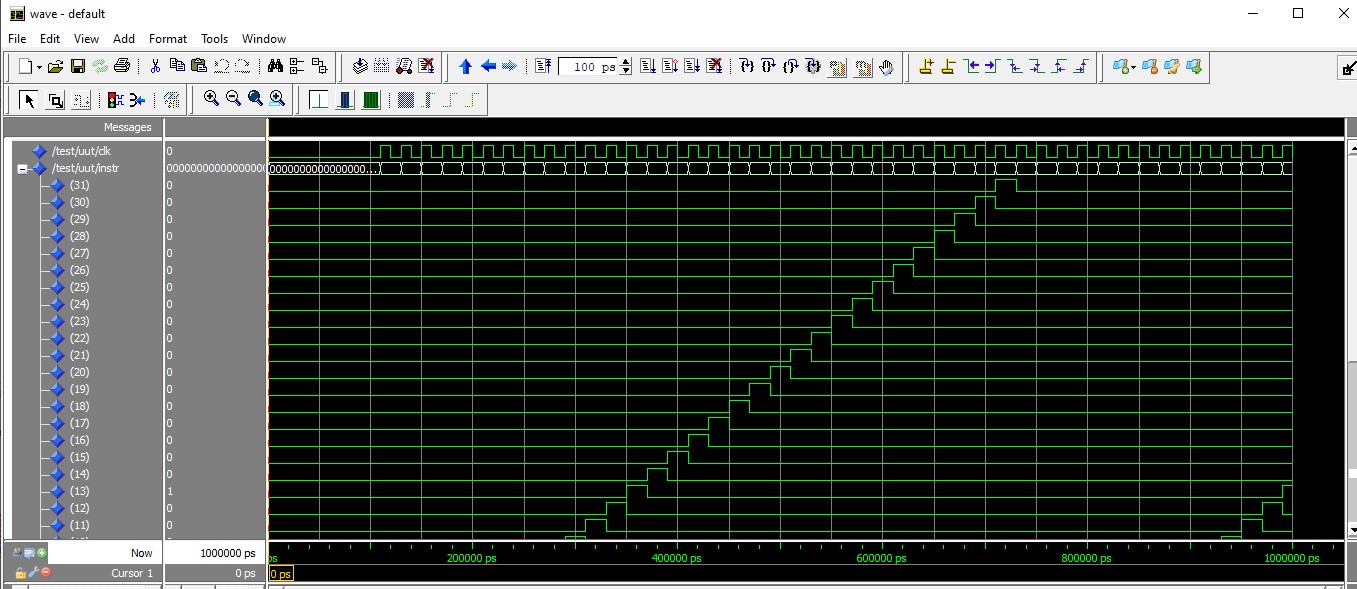 wave - default
File Edit View Add Format Tools Window
100 ps
Messages
/test/uut/clk 0
/test/uut/instr 00000000000000000 0000000000000000...
(31) 0
(30) 0
(29) 0
(28) 0
(27) 0
(26) 0
(25) 0
(24) 0
(23) 0
(22) 0
(21) 0
(20) 0
(19) 0
(18) 0
(17) 0
(16) 0
(15) 0
(14) 0
(13) 1
(12) 0
(11) 0
Now 1000000 ps ps 200000 ps 400000 ps 600000 ps 800000 ps 1000000 ps
Cursor 1 0 ps 0 ps